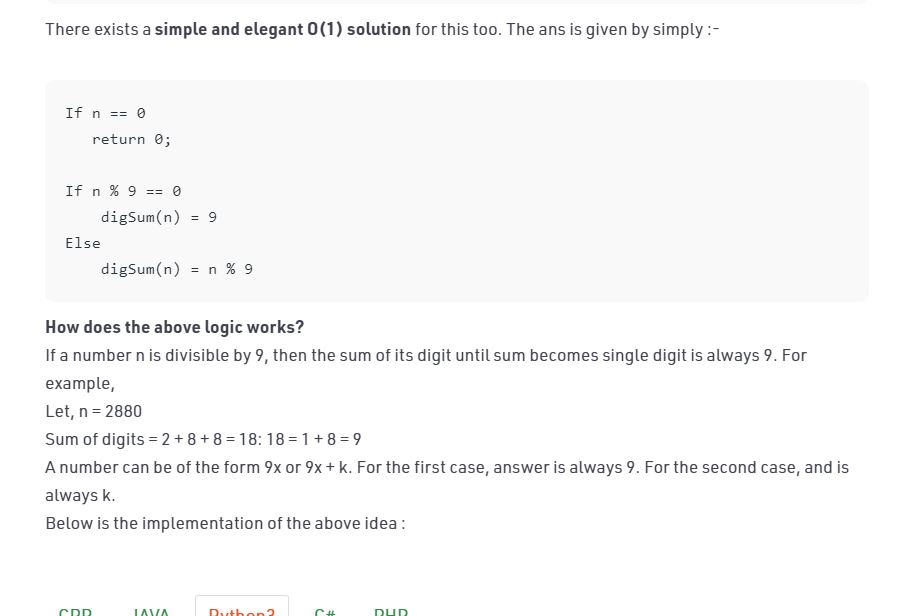 There exists a simple and elegant O(1) solution for this too. The ans is given by simply :-
If n == 0
return 0;
If n % 9 == 0
digSum(n) = 9
Else
digSum(n) = n % 9
How does the above logic works?
If a number n is divisible by 9, then the sum of its digit until sum becomes single digit is always 9. For
example,
Let, n = 2880
Sum of digits = 2 + 8 + 8 = 18: 18 = 1 + 8 = 9
A number can be of the form 9x or 9x + k. For the first case, answer is always 9. For the second case, and is
always k.
Below is the implementation of the above idea :
CPP JAVA Python3 C# PHP